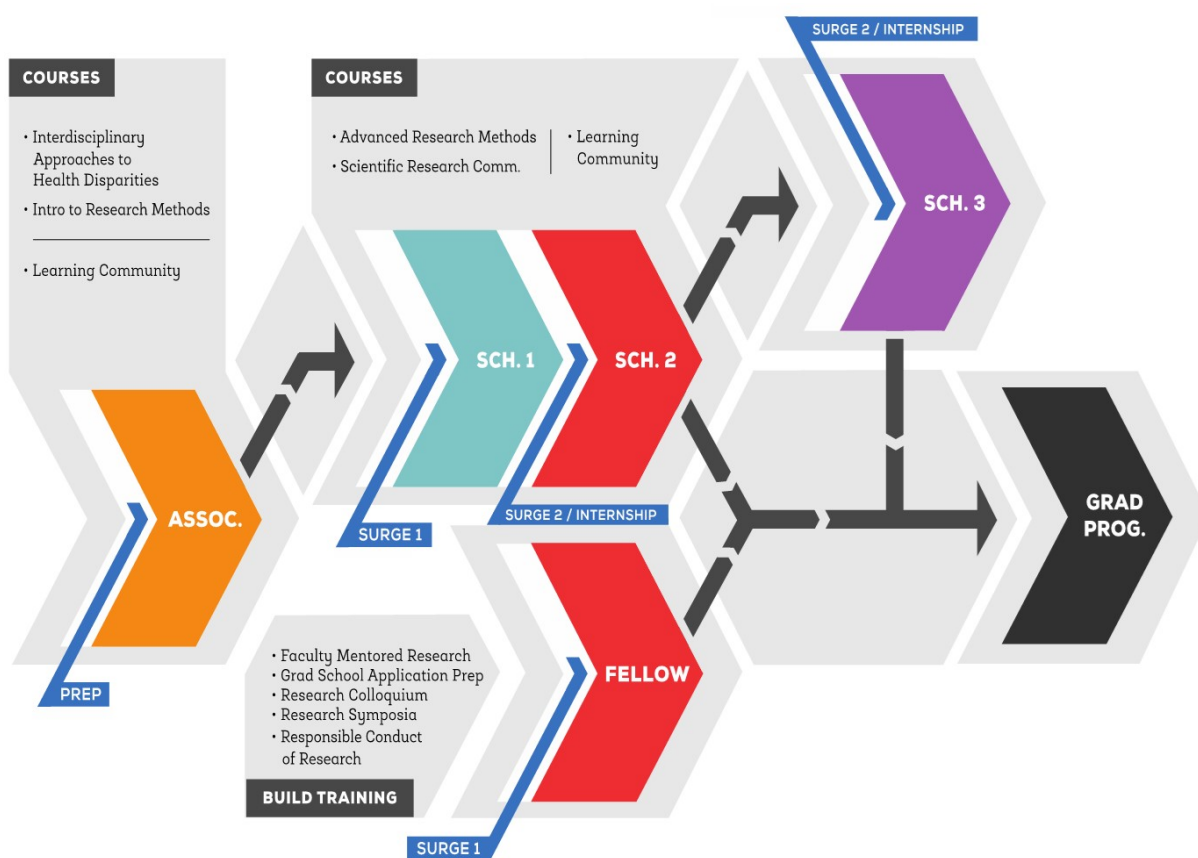 SURGE 2 / INTERNSHIP
COURSES
• Interdisciplinary
Approaches to
Health Disparities
• Intro to Research Methods
• Learning Community
COURSES
• Advanced Research Methods
• Scientific Research Comm.
• Learning
Community
SCH. 3
SCH. 1
SCH. 2
ASSOC.
SURGE 1
SURGE 2 / INTERNSHIP
GRAD
PROG.
PREP
• Faculty Mentored Research
• Grad School Application Prep
• Research Colloquium
• Research Symposia
• Responsible Conduct
of Research
BUILD TRAINING
FELLOW
SURGE 1